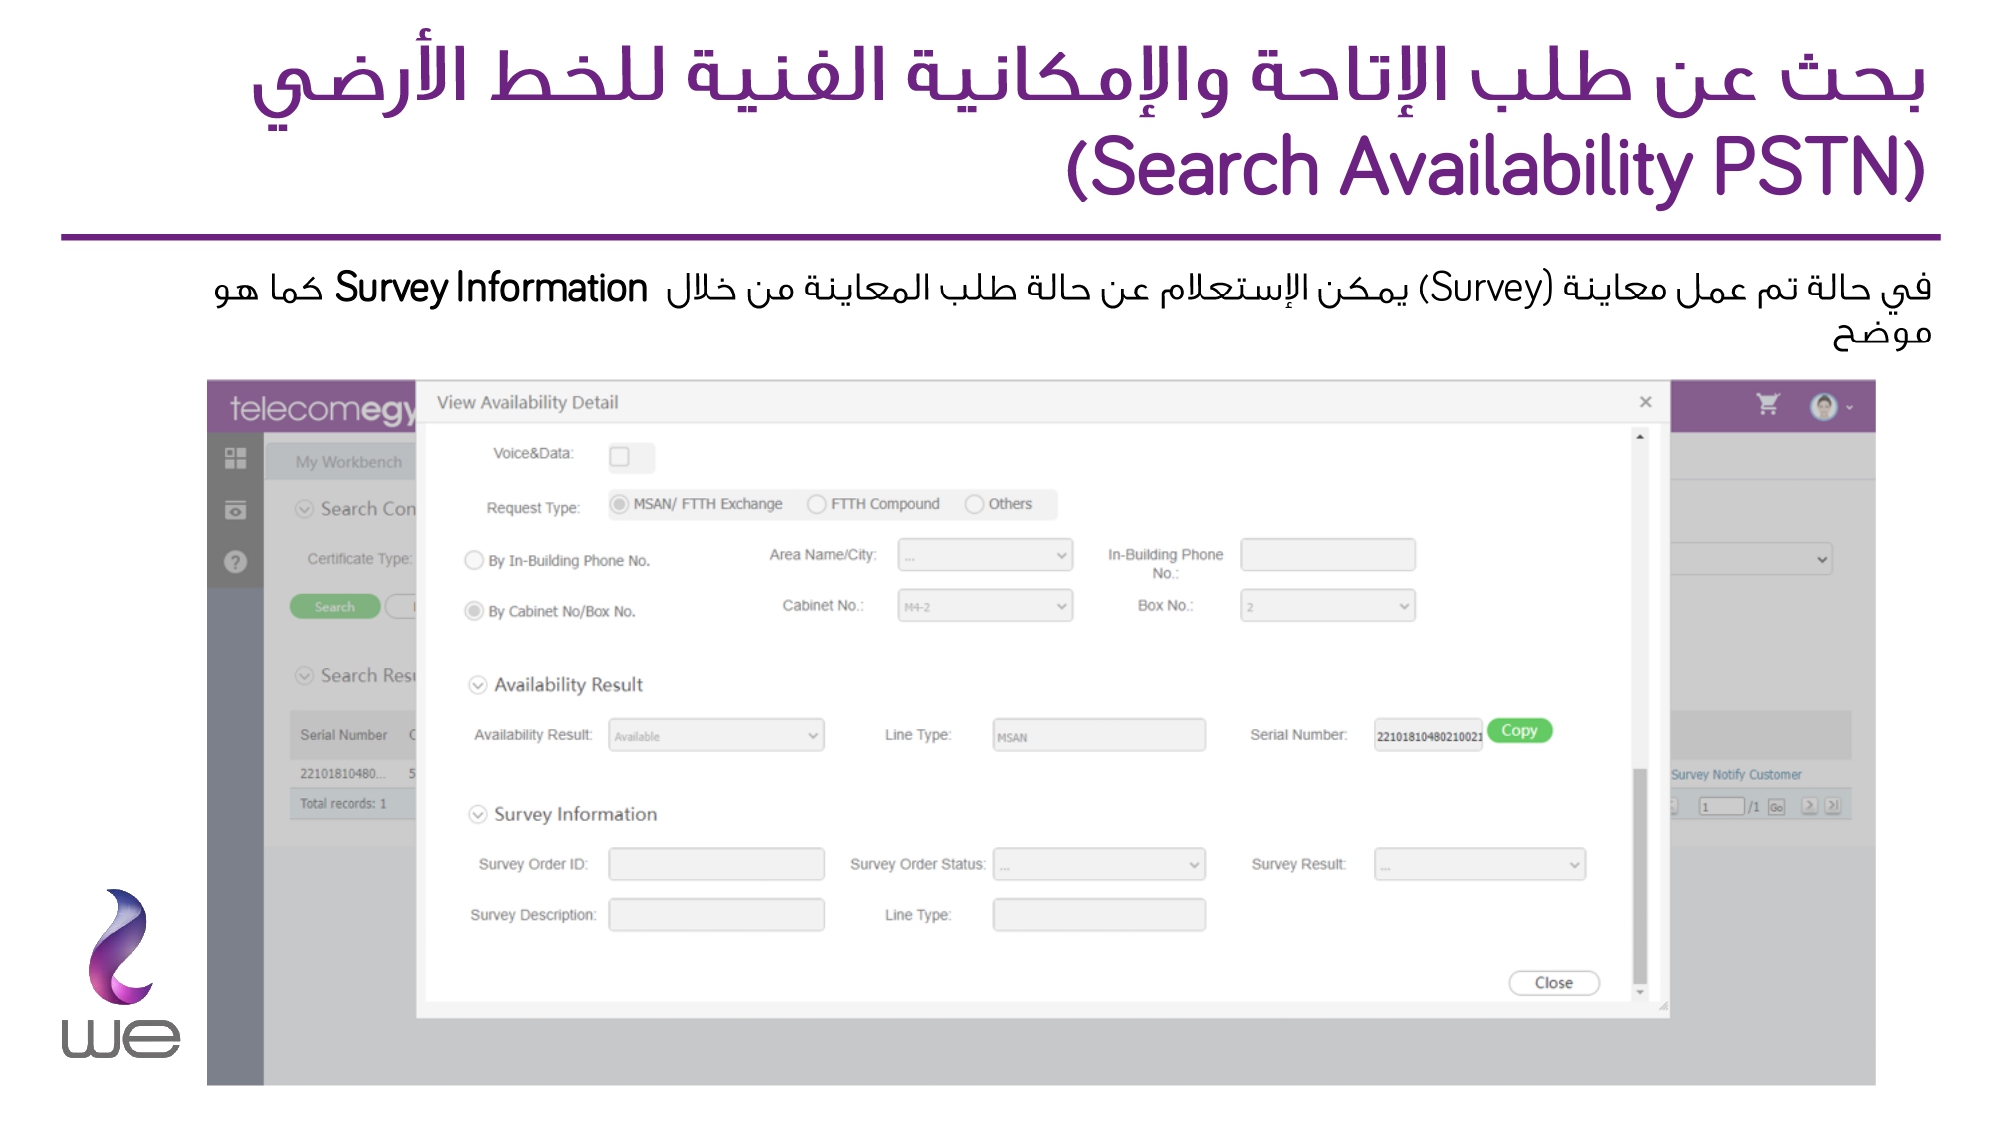 بحث عن طلب الإتاحة والإمكانية الفنية للخط الأرضي
(Search Availability PSTN)
في حالة تم عمل معاينة (Survey) يمكن الإستعلام عن حالة طلب المعاينة من خلال Survey Information كما هو
موضح
telecomegy
View Availability Detail
My Workbench
Voice&Data:
Search Con
Request Type: MSAN/ FTTH Exchange FTTH Compound Others
Certificate Type:
By In-Building Phone No. Area Name/City: ... In-Building Phone No.:
Search
By Cabinet No/Box No. Cabinet No.: M4-2 Box No.: 2
Search Res
Availability Result
Serial Number
Availability Result: Available Line Type: MSAN Serial Number: 22101810480210021 Copy
22101810480... 5
Survey Notify Customer
Total records: 1
1 /1 Go
Survey Information
Survey Order ID: Survey Order Status: ... Survey Result: ...
Survey Description: Line Type:
Close
we